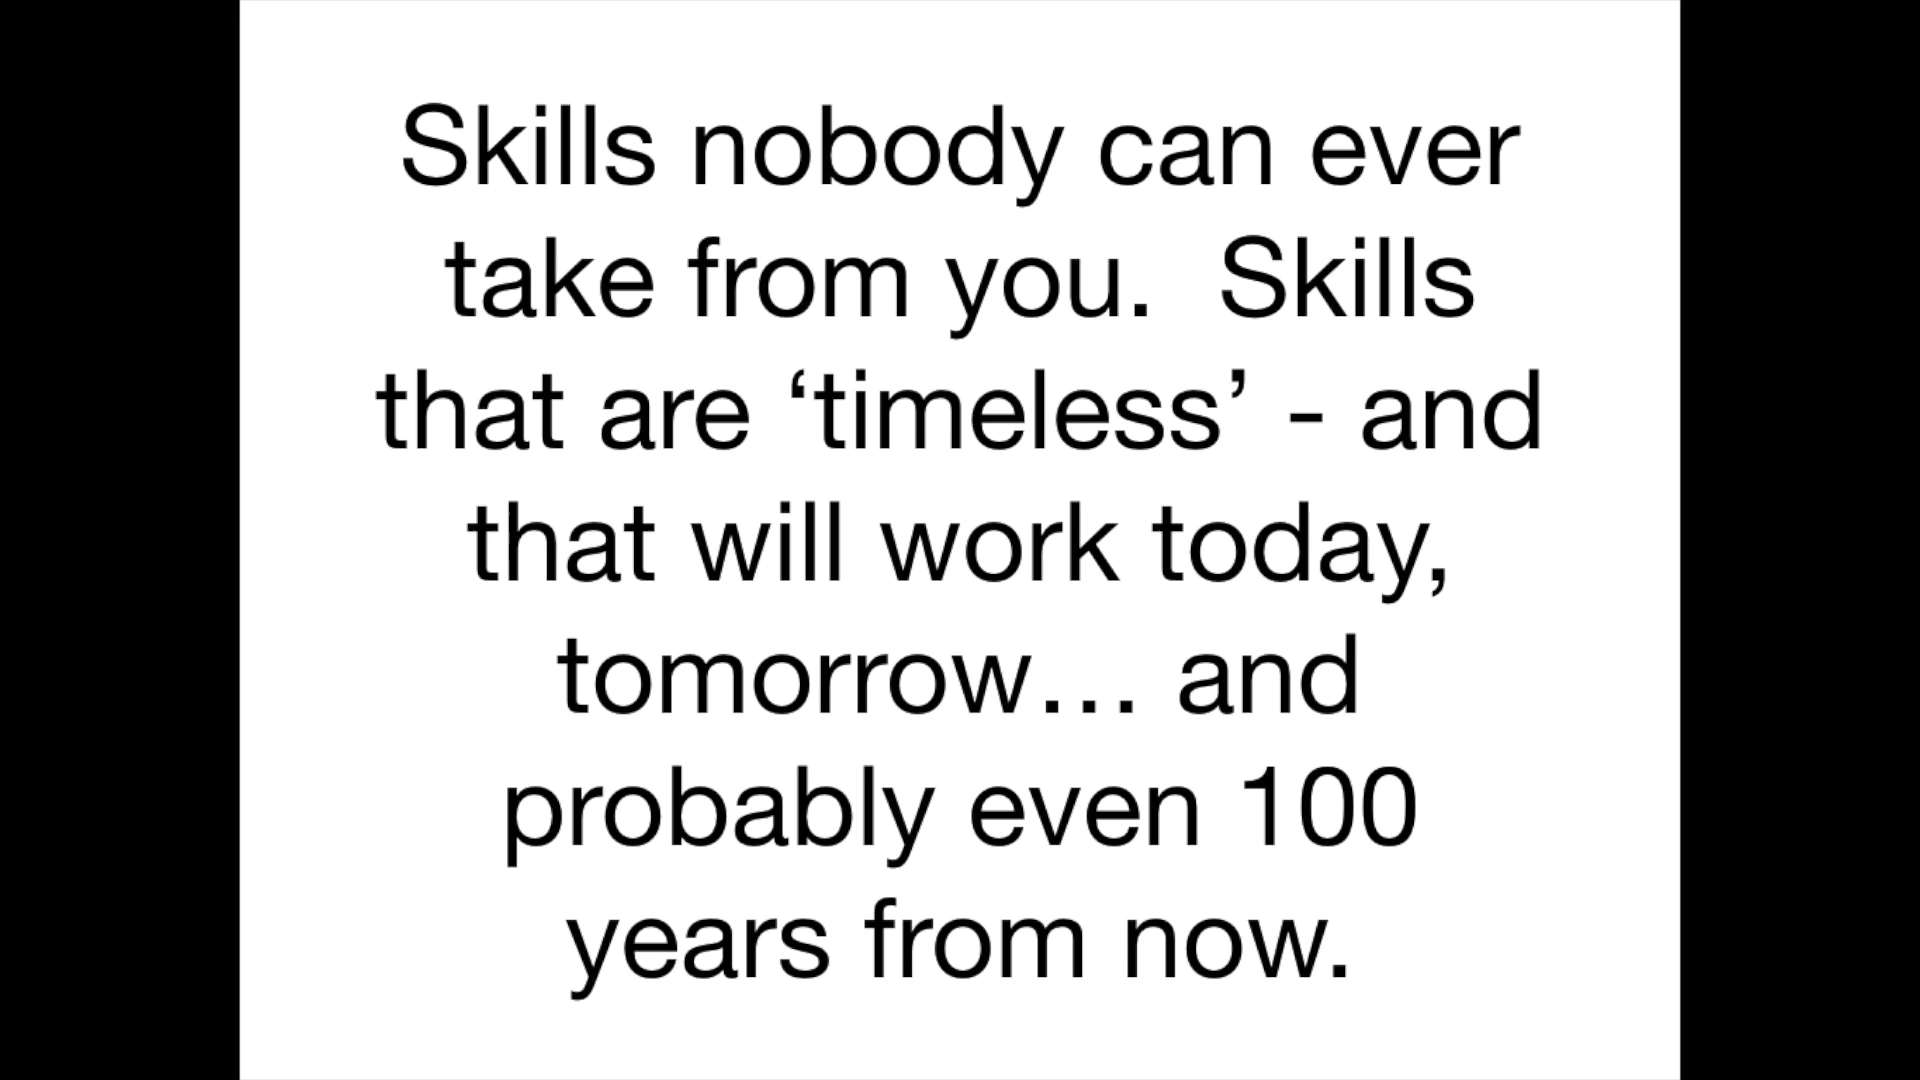 Skills nobody can ever
take from you.  Skills
that are ‘timeless’ - and
that will work today,
tomorrow… and
probably even 100
years from now.